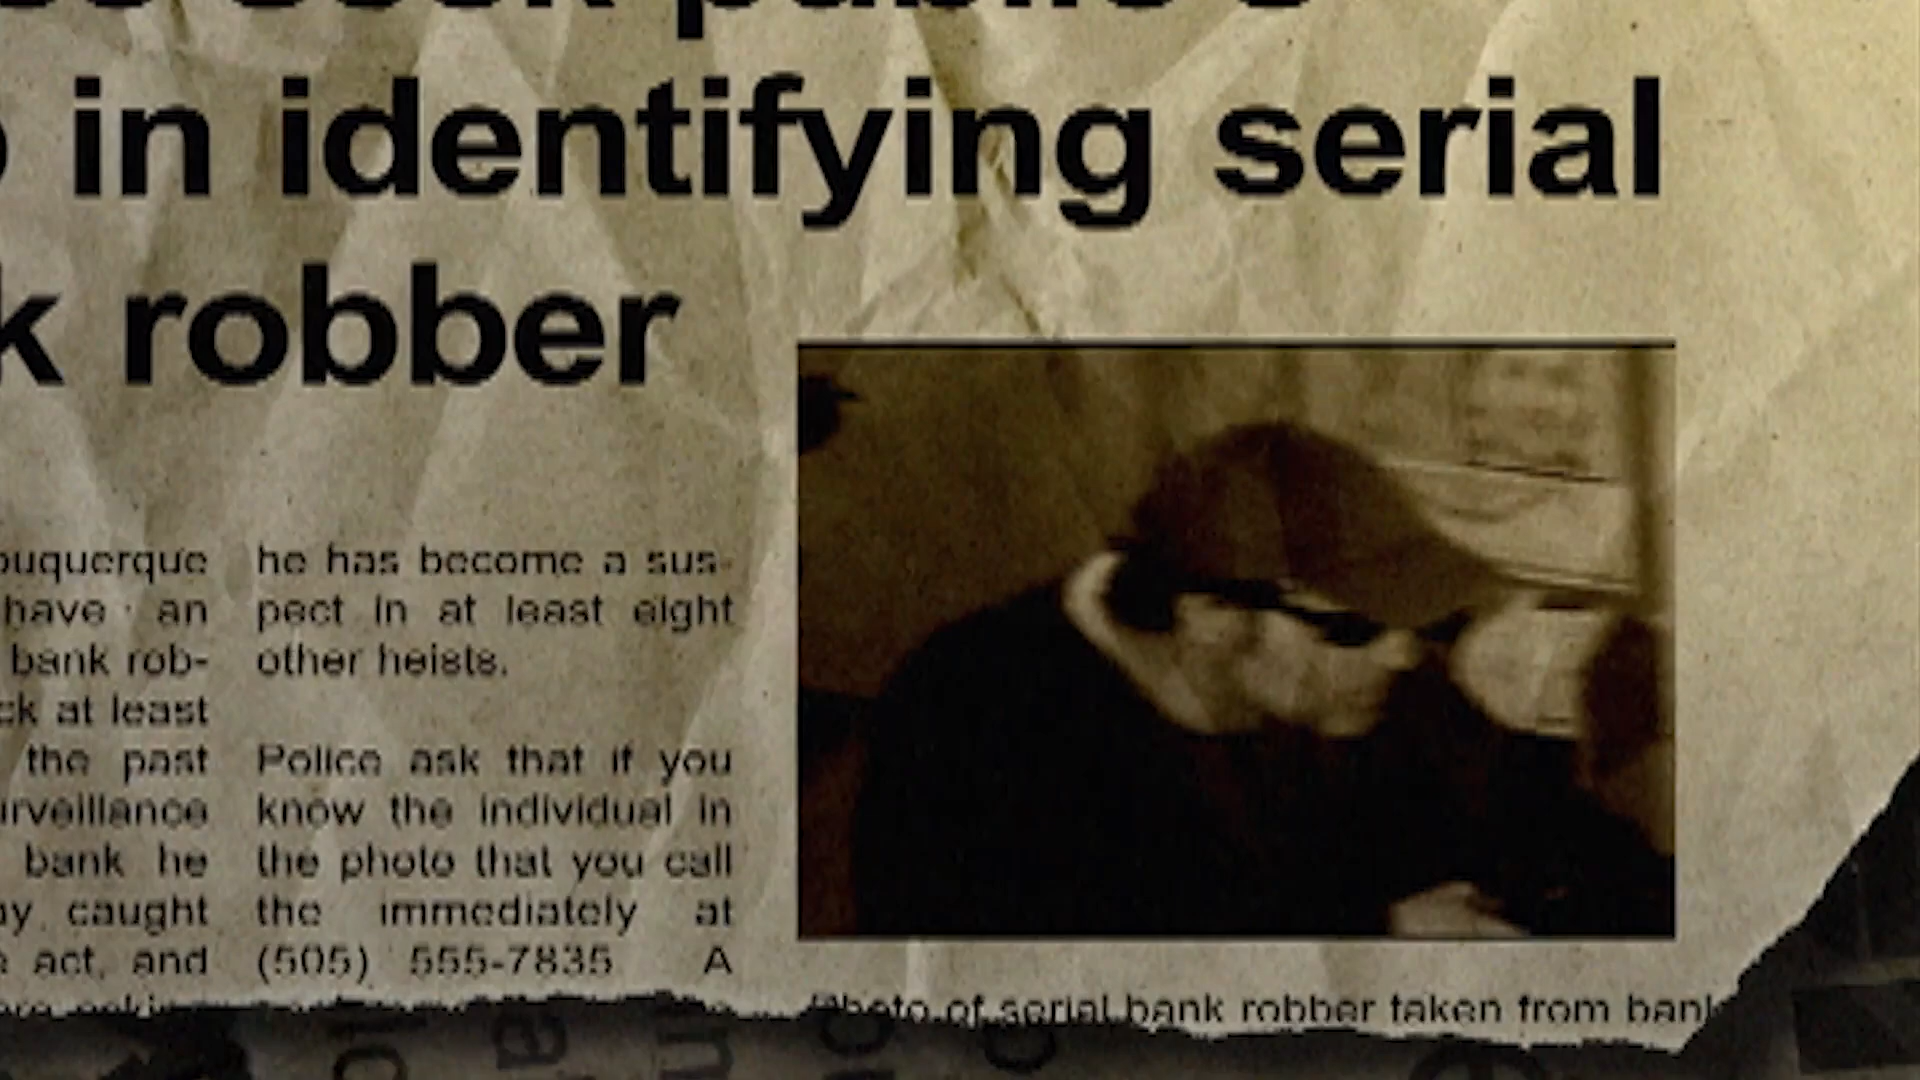 in identifying serial
k robber
buquerque
have an
bank rob-
ck at least
the past
urveillance
bank he
ay caught
act, and
he has become a sus-
pect in at least eight
other heists.
Police ask that if you
know the individual in
the photo that you call
the immediately at
(505) 555-7835 A
Photo of serial bank robber taken from bank